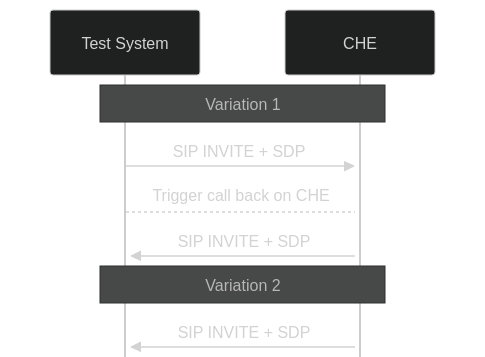 Test System
CHE
Variation 1
SIP INVITE + SDP
Trigger call back on CHE
SIP INVITE + SDP
Variation 2
SIP INVITE + SDP